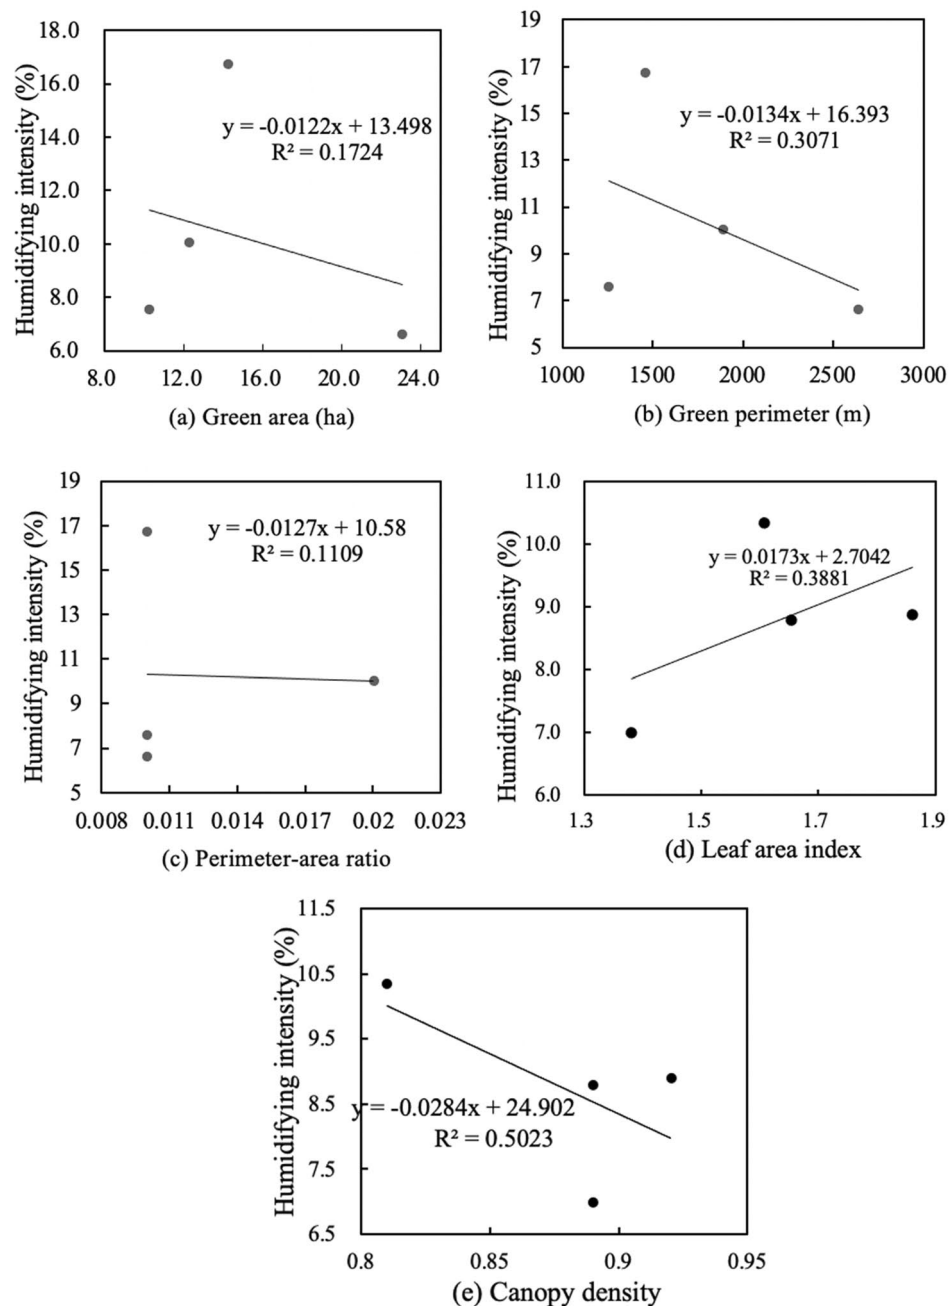 18.0
16.0
14.0
12.0
10.0
8.0
6.0
Humidifying intensity (%)
y = -0.0122x + 13.498
R² = 0.1724
8.0 12.0 16.0 20.0 24.0
(a) Green area (ha)
19
17
15
13
11
9
7
5
Humidifying intensity (%)
y = -0.0134x + 16.393
R² = 0.3071
1000 1500 2000 2500 3000
(b) Green perimeter (m)
19
17
15
13
11
9
7
5
Humidifying intensity (%)
y = -0.0127x + 10.58
R² = 0.1109
0.008 0.011 0.014 0.017 0.02 0.023
(c) Perimeter-area ratio
11.0
10.0
9.0
8.0
7.0
6.0
Humidifying intensity (%)
y = 0.0173x + 2.7042
R² = 0.3881
1.3 1.5 1.7 1.9
(d) Leaf area index
11.5
10.5
9.5
8.5
7.5
6.5
Humidifying intensity (%)
y = -0.0284x + 24.902
R² = 0.5023
0.8 0.85 0.9 0.95
(e) Canopy density